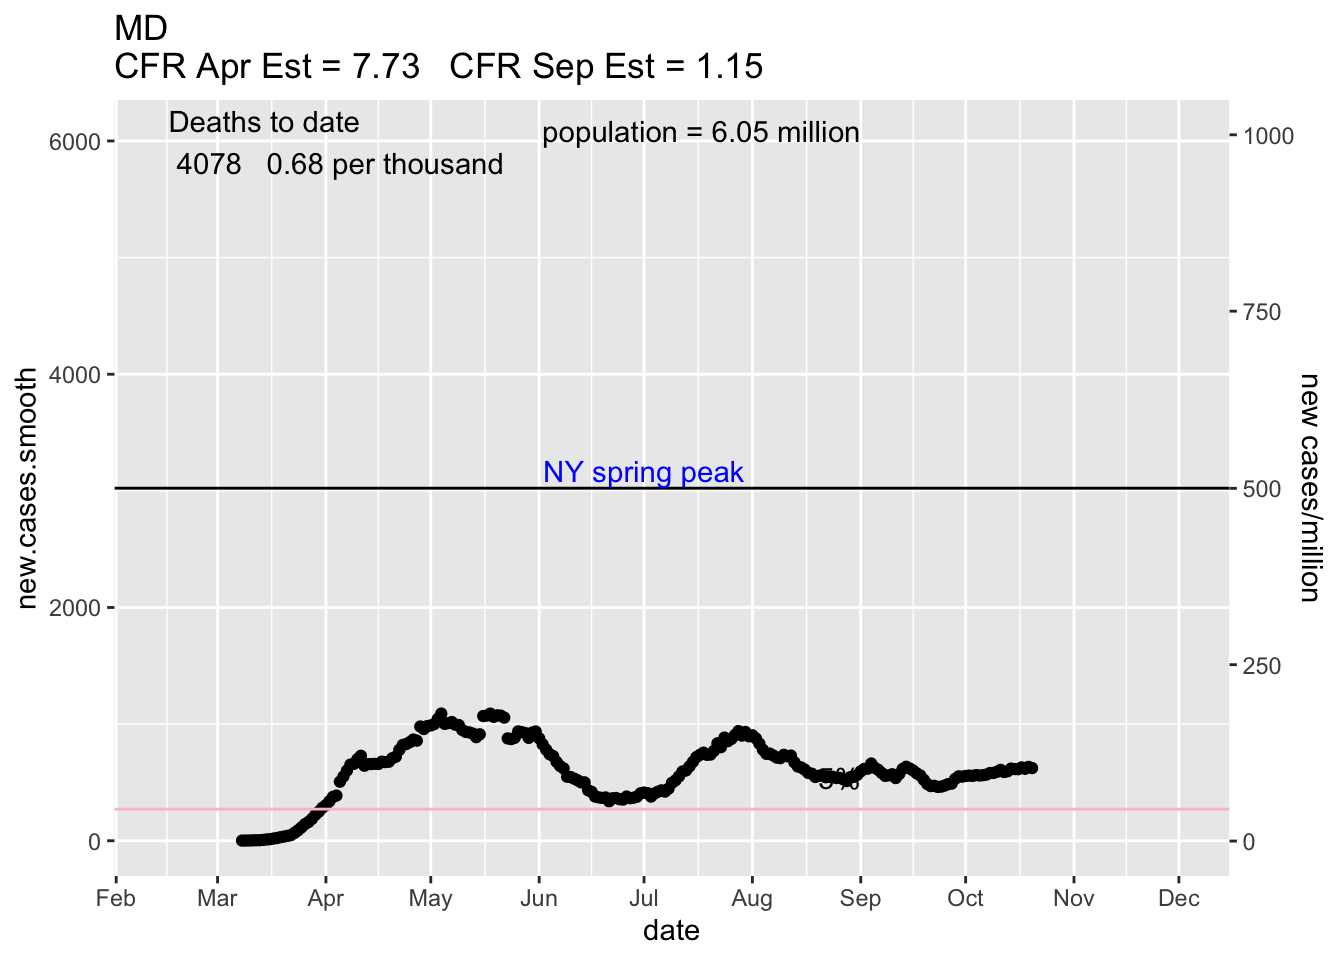 MD
CFR Apr Est = 7.73   CFR Sep Est = 1.15
Deaths to date
4078   0.68 per thousand
population = 6.05 million
6000
4000
2000
0
new.cases.smooth
NY spring peak
5%
1000
750
500
250
0
new cases/million
Feb Mar Apr May Jun Jul Aug Sep Oct Nov Dec
date